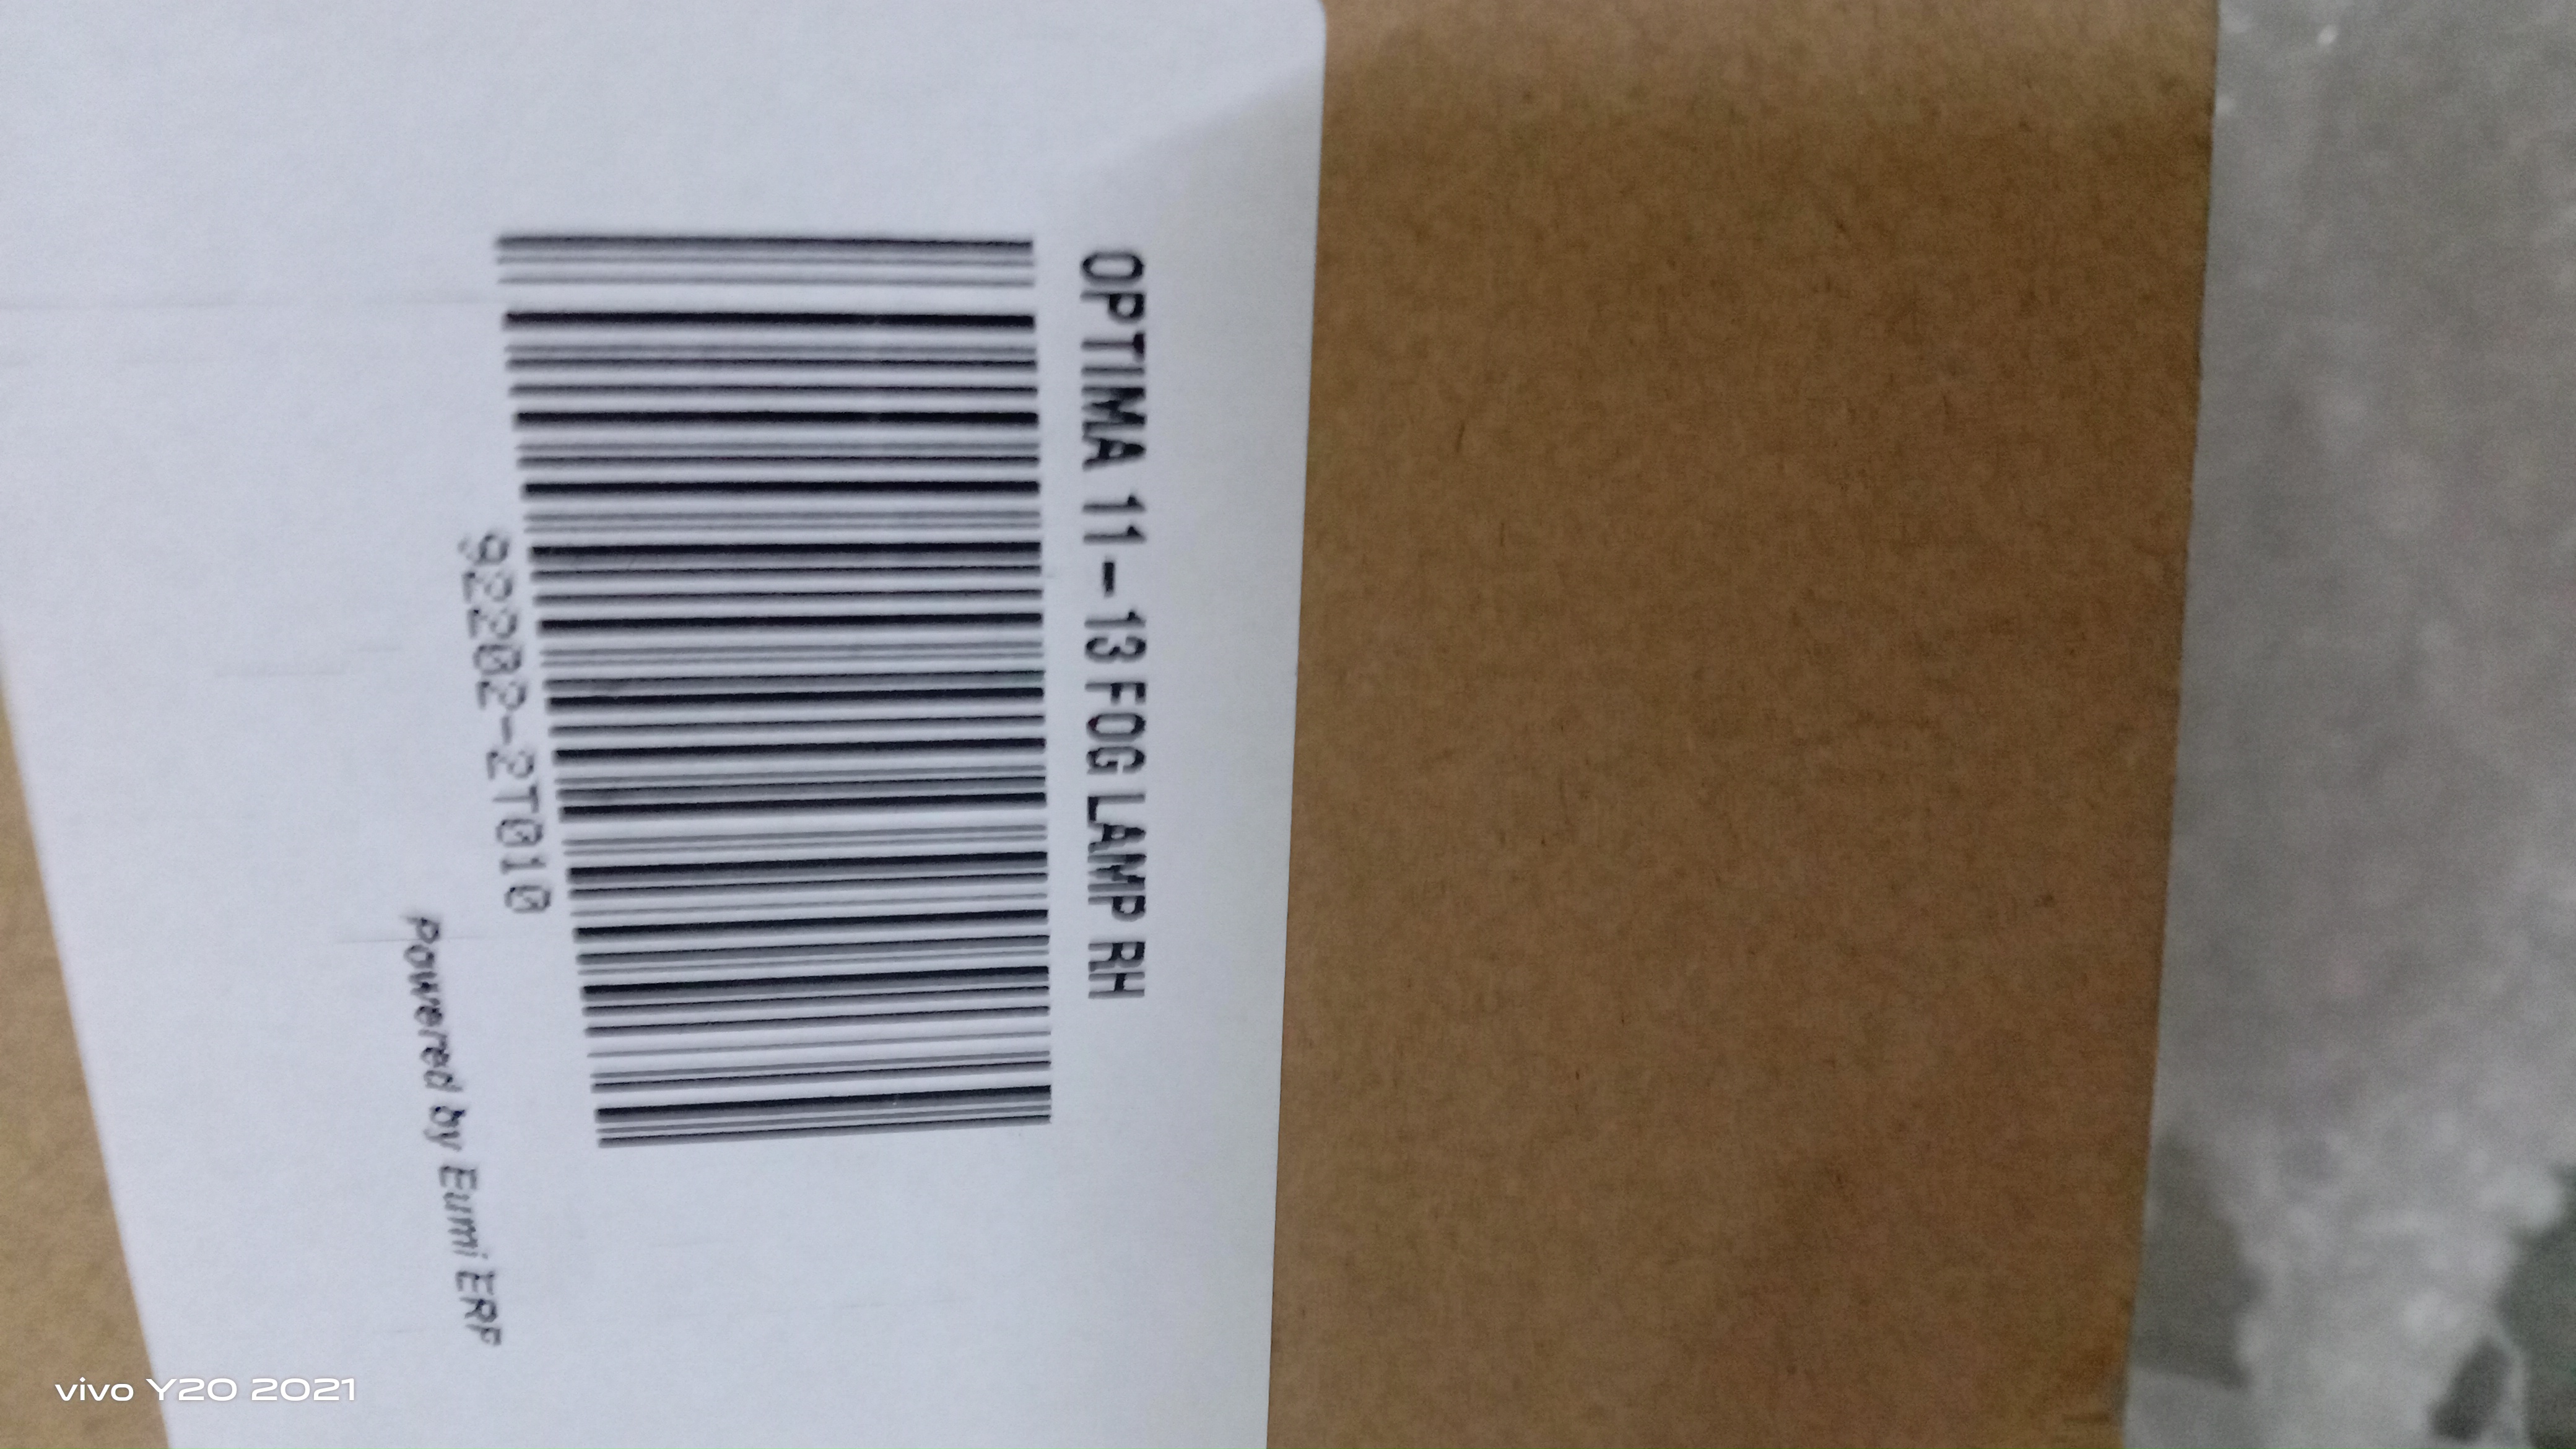 OPTIMA 11-13 FOG LAMP RH
92202-2T010
Powered by Eumi ERP
vivo Y20 2021